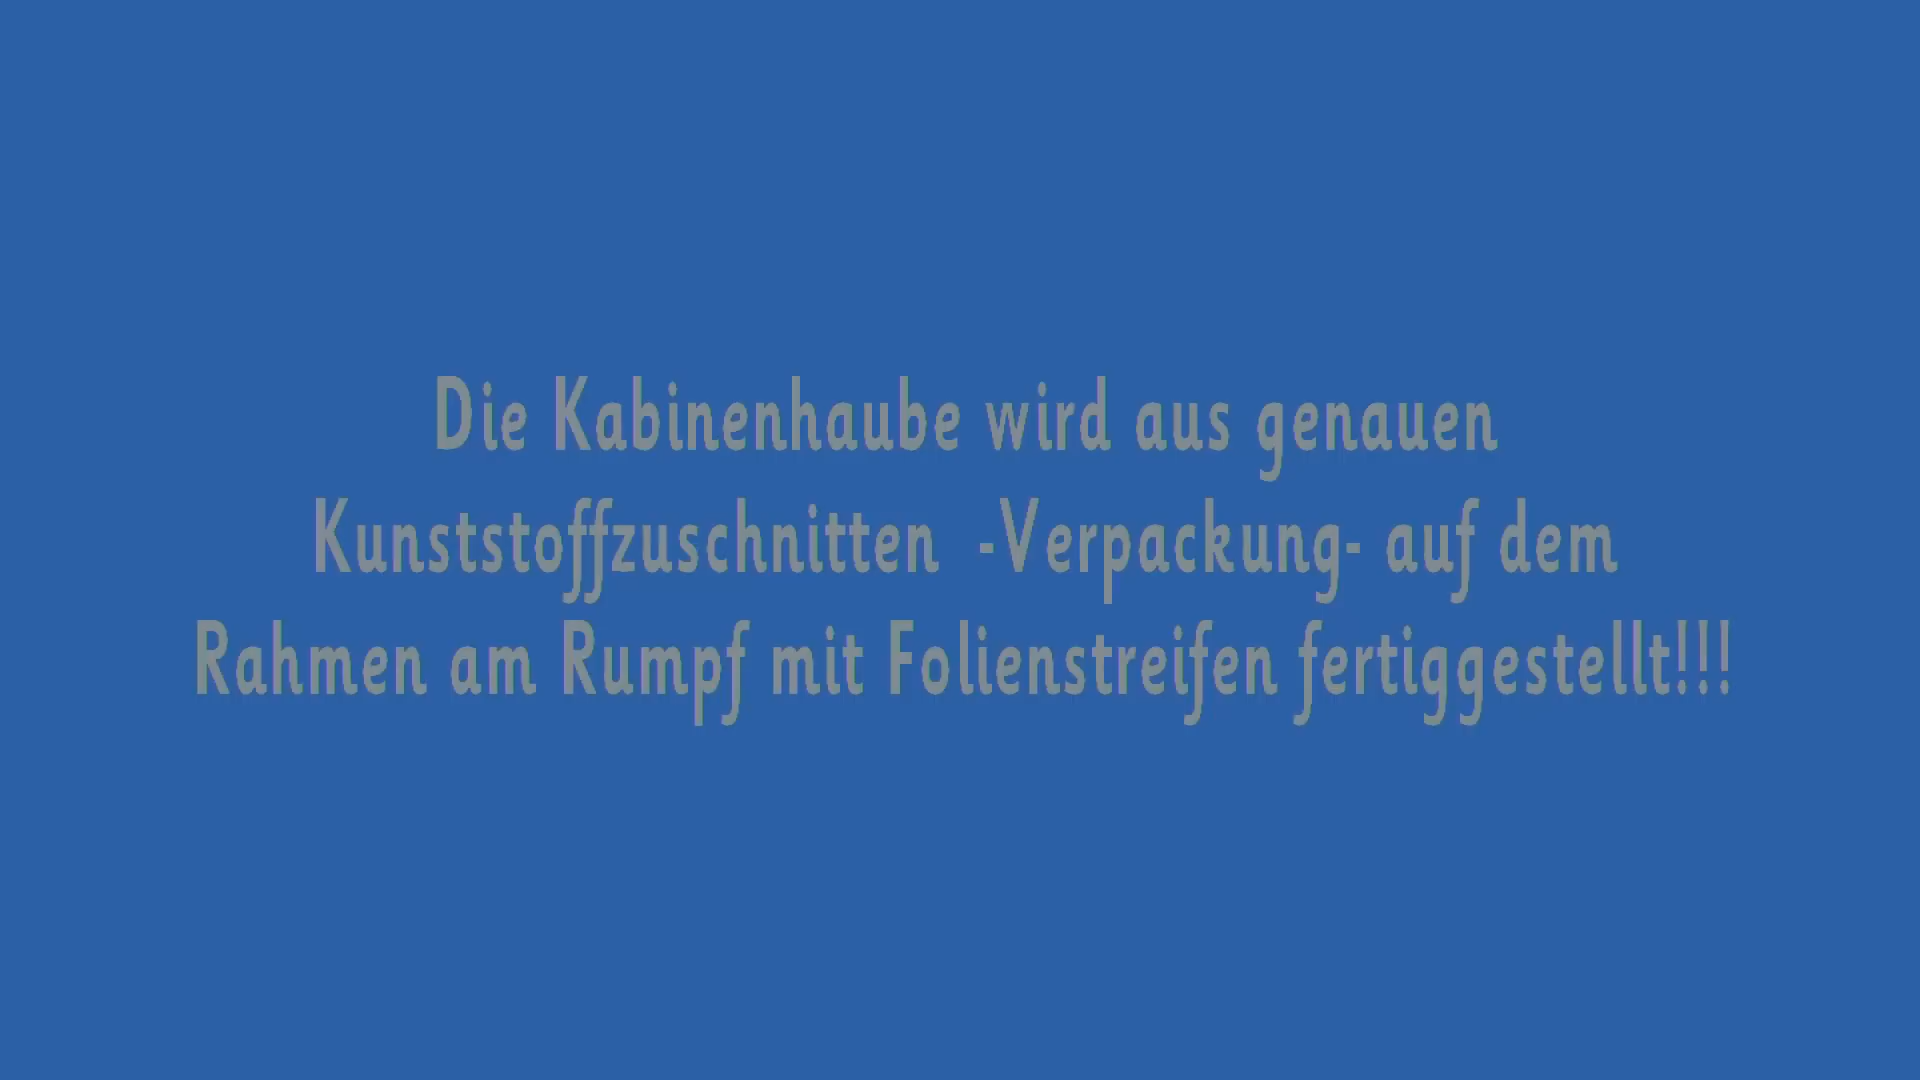 Die Kabinenhaube wird aus genauen
Kunststoffzuschnitten  -Verpackung- auf dem
Rahmen am Rumpf mit Folienstreifen fertiggestellt!!!